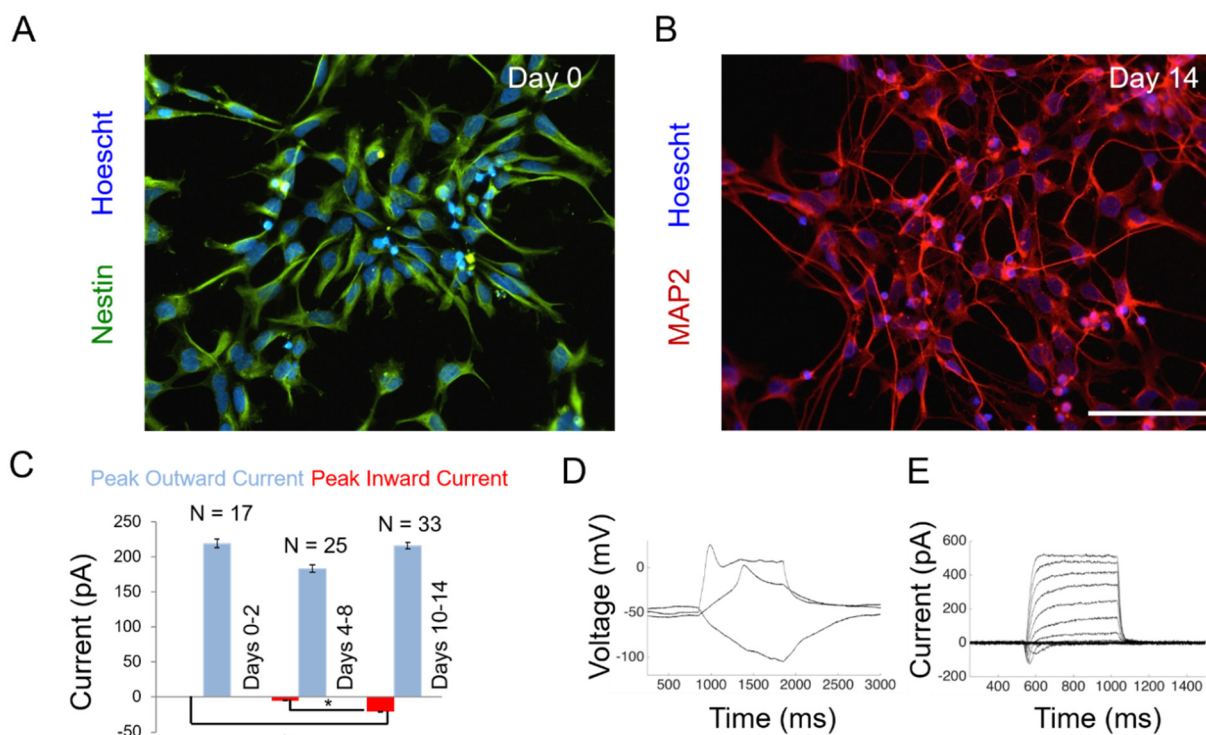 A
B
Day 0
Day 14
Nestin Hoescht
MAP2 Hoescht
C
Peak Outward Current Peak Inward Current
N = 17
N = 25
N = 33
Days 0-2
Days 4-8
Days 10-14
Current (pA)
250
200
150
100
50
0
-50
*
D
Voltage (mV)
0
-50
-100
500 1000 1500 2000 2500 3000
Time (ms)
E
Current (pA)
600
400
200
0
-200
400 600 800 1000 1200 1400
Time (ms)